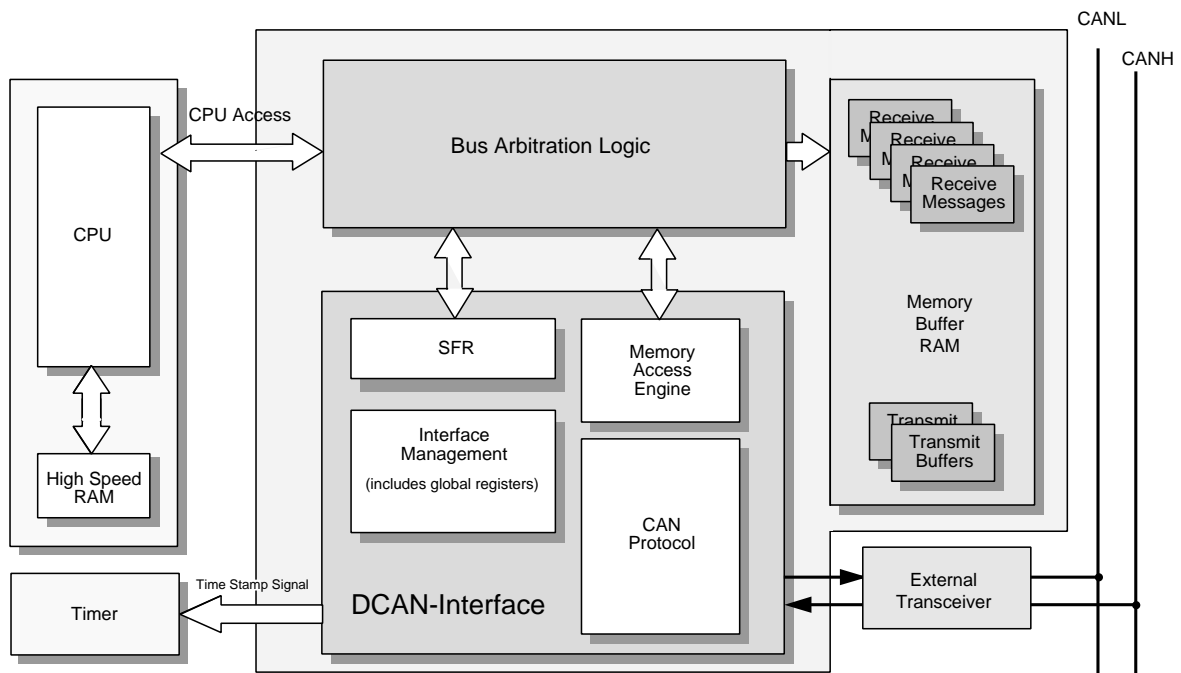 CANL
CANH
CPU Access
Bus Arbitration Logic
Receive
M
Receive
M
Receive
M
Receive
Messages
CPU
Memory
Buffer
RAM
SFR
Memory
Access
Engine
Transmit
Transmit
Buffers
Interface
Management
(includes global registers)
High Speed
RAM
CAN
Protocol
Time Stamp Signal
Timer
DCAN-Interface
External
Transceiver